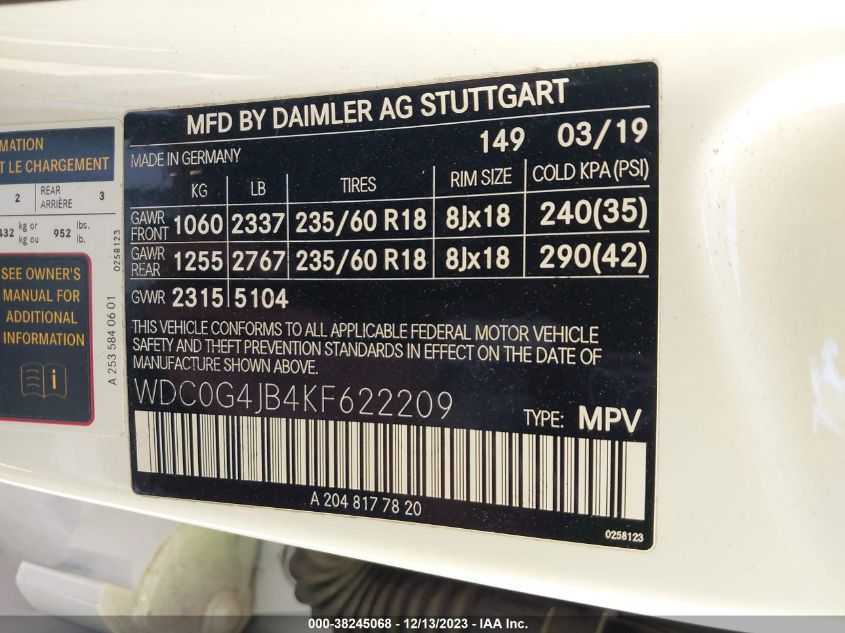 MATION
T LE CHARGEMENT
2 REAR ARRIÈRE 3
432 kg or kg ou 952 lbs. lb.
SEE OWNER'S
MANUAL FOR
ADDITIONAL
INFORMATION
0258123
A 253 584 06 01
MFD BY DAIMLER AG STUTTGART
MADE IN GERMANY 149 03/19
KG LB TIRES RIM SIZE COLD KPA (PSI)
GAWR FRONT 1060 2337 235/60 R18 8Jx18 240(35)
GAWR REAR 1255 2767 235/60 R18 8Jx18 290(42)
GVWR 2315 5104
THIS VEHICLE CONFORMS TO ALL APPLICABLE FEDERAL MOTOR VEHICLE
SAFETY AND THEFT PREVENTION STANDARDS IN EFFECT ON THE DATE OF
MANUFACTURE SHOWN ABOVE.
WDC0G4JB4KF622209
TYPE: MPV
A 204 817 78 20
0258123
000-38245068 - 12/13/2023 - IAA Inc.